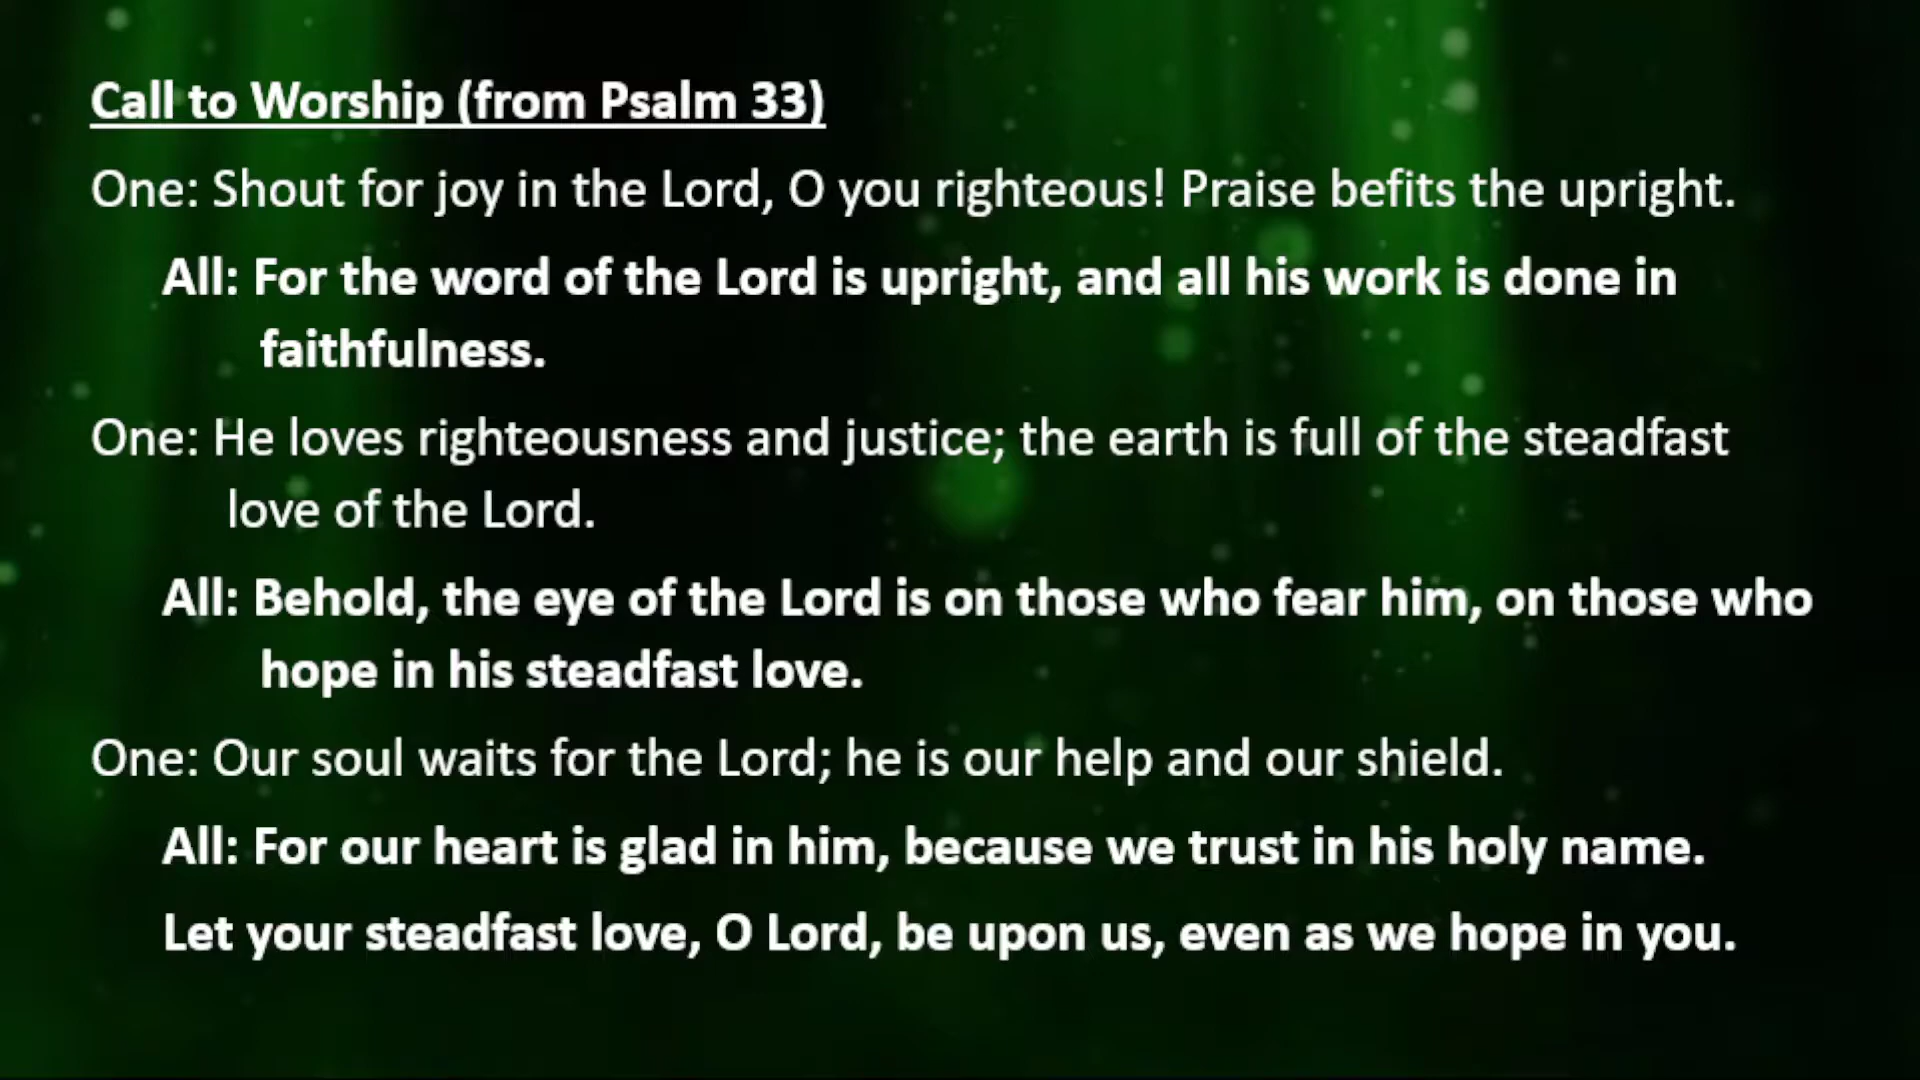 Call to Worship (from Psalm 33)
One: Shout for joy in the Lord, O you righteous! Praise befits the upright.
All: For the word of the Lord is upright, and all his work is done in
faithfulness.
One: He loves righteousness and justice; the earth is full of the steadfast
love of the Lord.
All: Behold, the eye of the Lord is on those who fear him, on those who
hope in his steadfast love.
One: Our soul waits for the Lord; he is our help and our shield.
All: For our heart is glad in him, because we trust in his holy name.
Let your steadfast love, O Lord, be upon us, even as we hope in you.